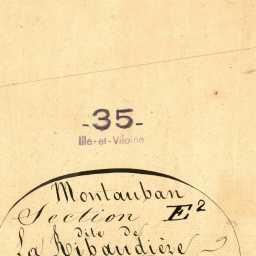 -35-
Ille-et-Vilaine
Montauban
Section E²
dite de
La Ribaudière